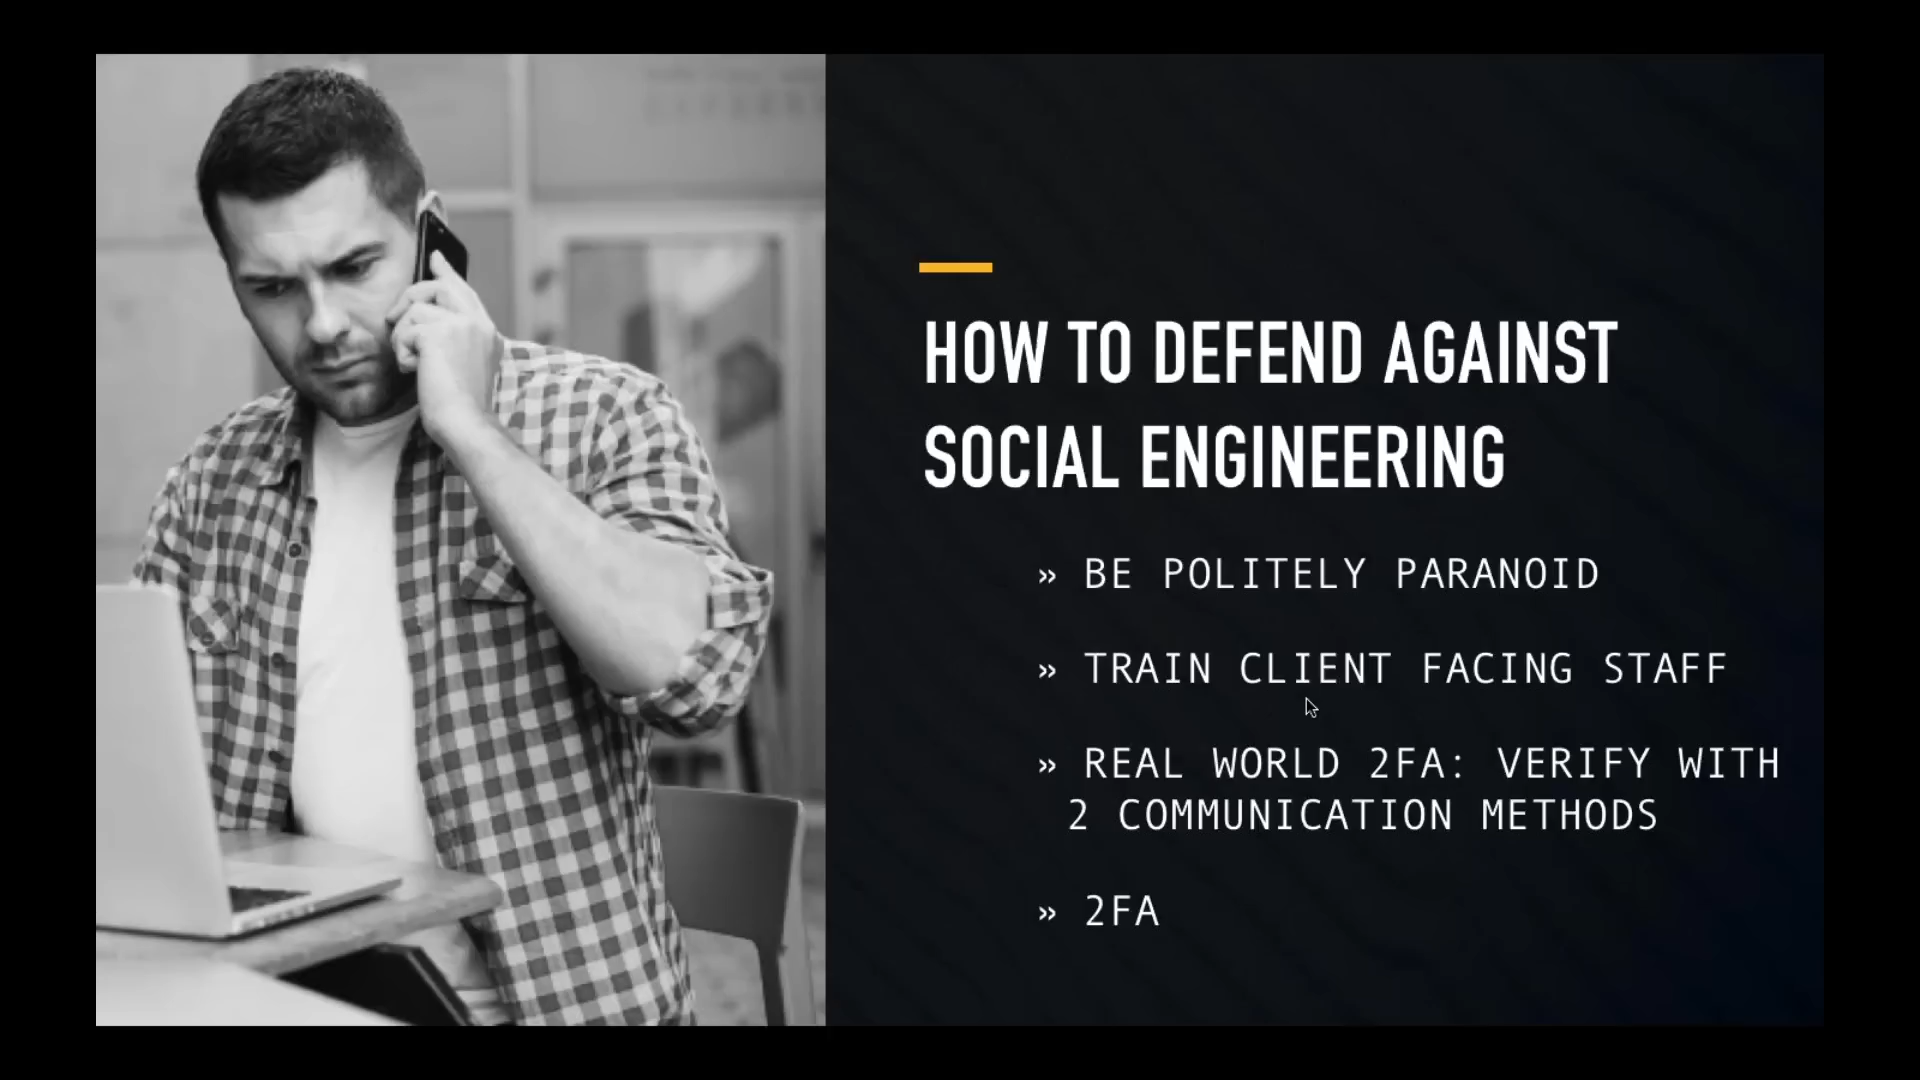 HOW TO DEFEND AGAINST
SOCIAL ENGINEERING
» BE POLITELY PARANOID
» TRAIN CLIENT FACING STAFF
» REAL WORLD 2FA: VERIFY WITH
2 COMMUNICATION METHODS
» 2FA